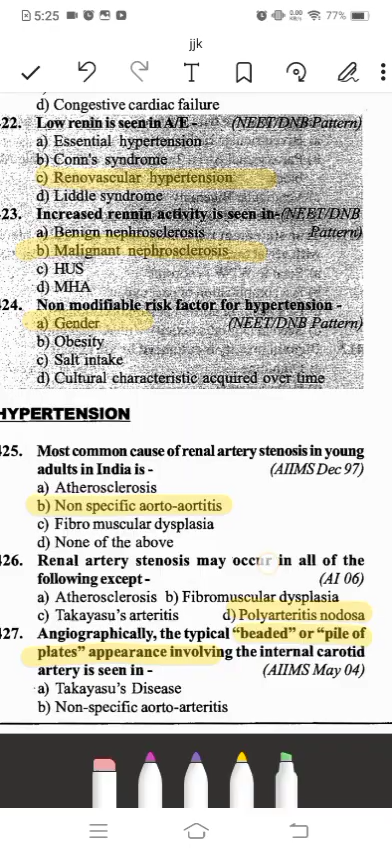 5:25
0.90
KB/s
77%
jjk
T
d) Congestive cardiac failure
22. Low renin is seen in A/E - (NEET/DNB Pattern)
a) Essential hypertension
b) Conn's syndrome
c) Renovascular hypertension
d) Liddle syndrome
23. Increased rennin activity is seen in-(NEET/DNB
a) Benign nephrosclerosis Pattern)
b) Malignant nephrosclerosis
c) HUS
d) MHA
24. Non modifiable risk factor for hypertension -
a) Gender (NEET/DNB Pattern)
b) Obesity
c) Salt intake
d) Cultural characteristic acquired over time
HYPERTENSION
25. Most common cause of renal artery stenosis in young
adults in India is - (AIIMS Dec 97)
a) Atherosclerosis
b) Non specific aorto-aortitis
c) Fibro muscular dysplasia
d) None of the above
26. Renal artery stenosis may occur in all of the
following except - (AI 06)
a) Atherosclerosis b) Fibromuscular dysplasia
c) Takayasu's arteritis d) Polyarteritis nodosa
27. Angiographically, the typical “beaded” or “pile of
plates” appearance involving the internal carotid
artery is seen in - (AIIMS May 04)
a) Takayasu's Disease
b) Non-specific aorto-arteritis